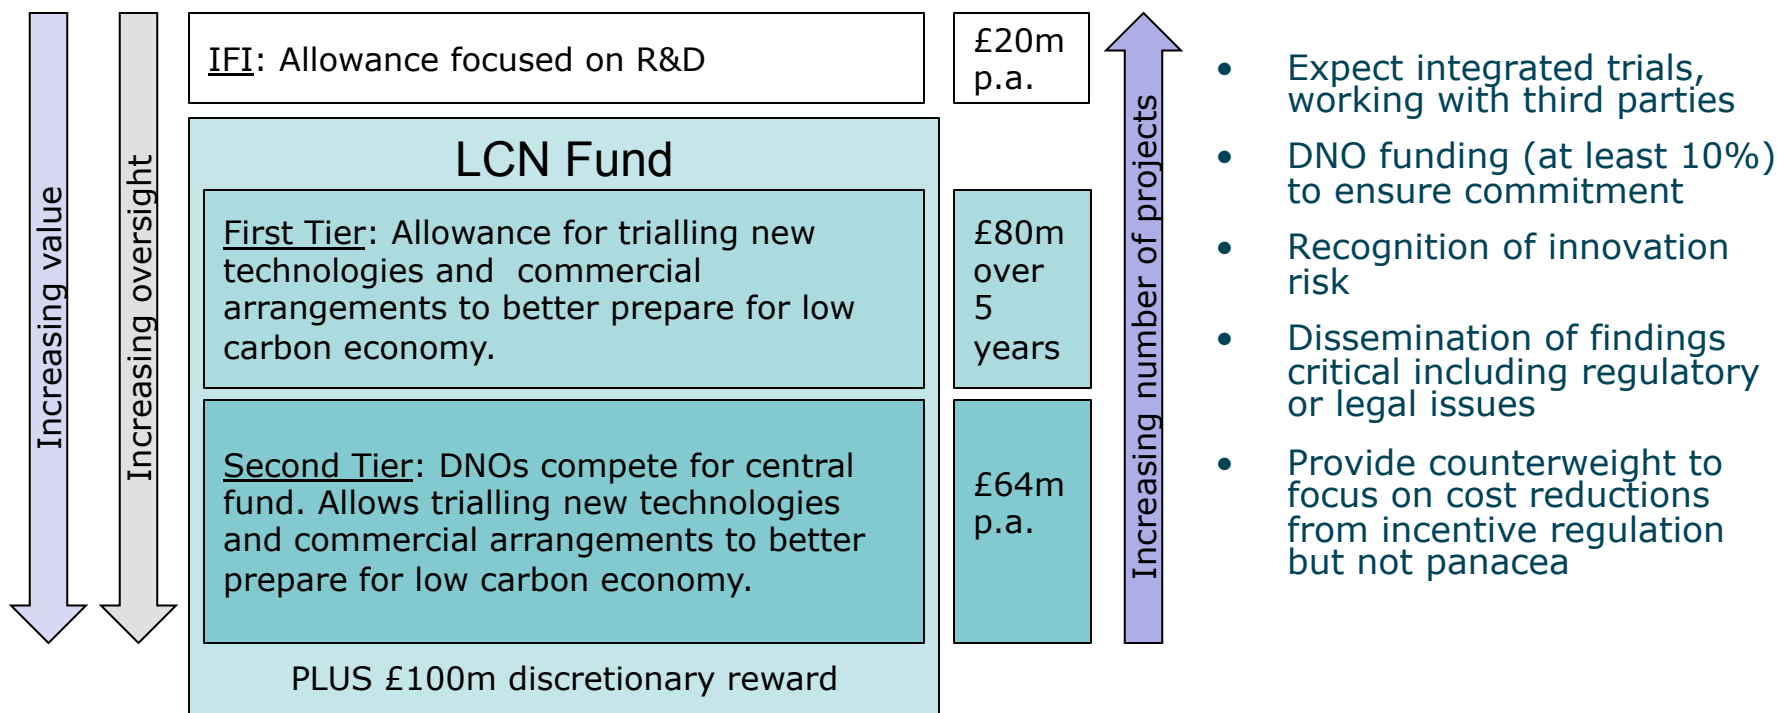 Increasing value
Increasing oversight
IFI: Allowance focused on R&D
£20m
p.a.
LCN Fund
First Tier: Allowance for trialling new
technologies and commercial
arrangements to better prepare for low
carbon economy.
£80m
over
5
years
Second Tier: DNOs compete for central
fund. Allows trialling new technologies
and commercial arrangements to better
prepare for low carbon economy.
£64m
p.a.
PLUS £100m discretionary reward
Increasing number of projects
• Expect integrated trials,
working with third parties
• DNO funding (at least 10%)
to ensure commitment
• Recognition of innovation
risk
• Dissemination of findings
critical including regulatory
or legal issues
• Provide counterweight to
focus on cost reductions
from incentive regulation
but not panacea